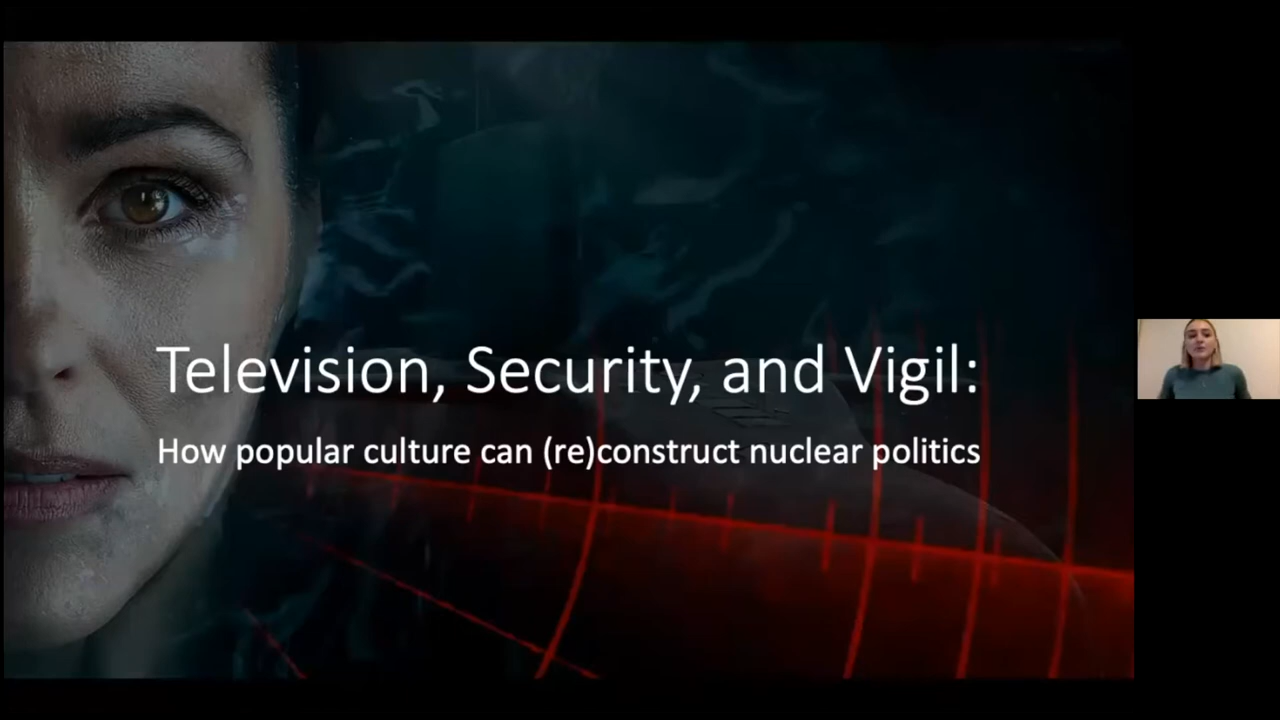 Television, Security, and Vigil:
How popular culture can (re)construct nuclear politics